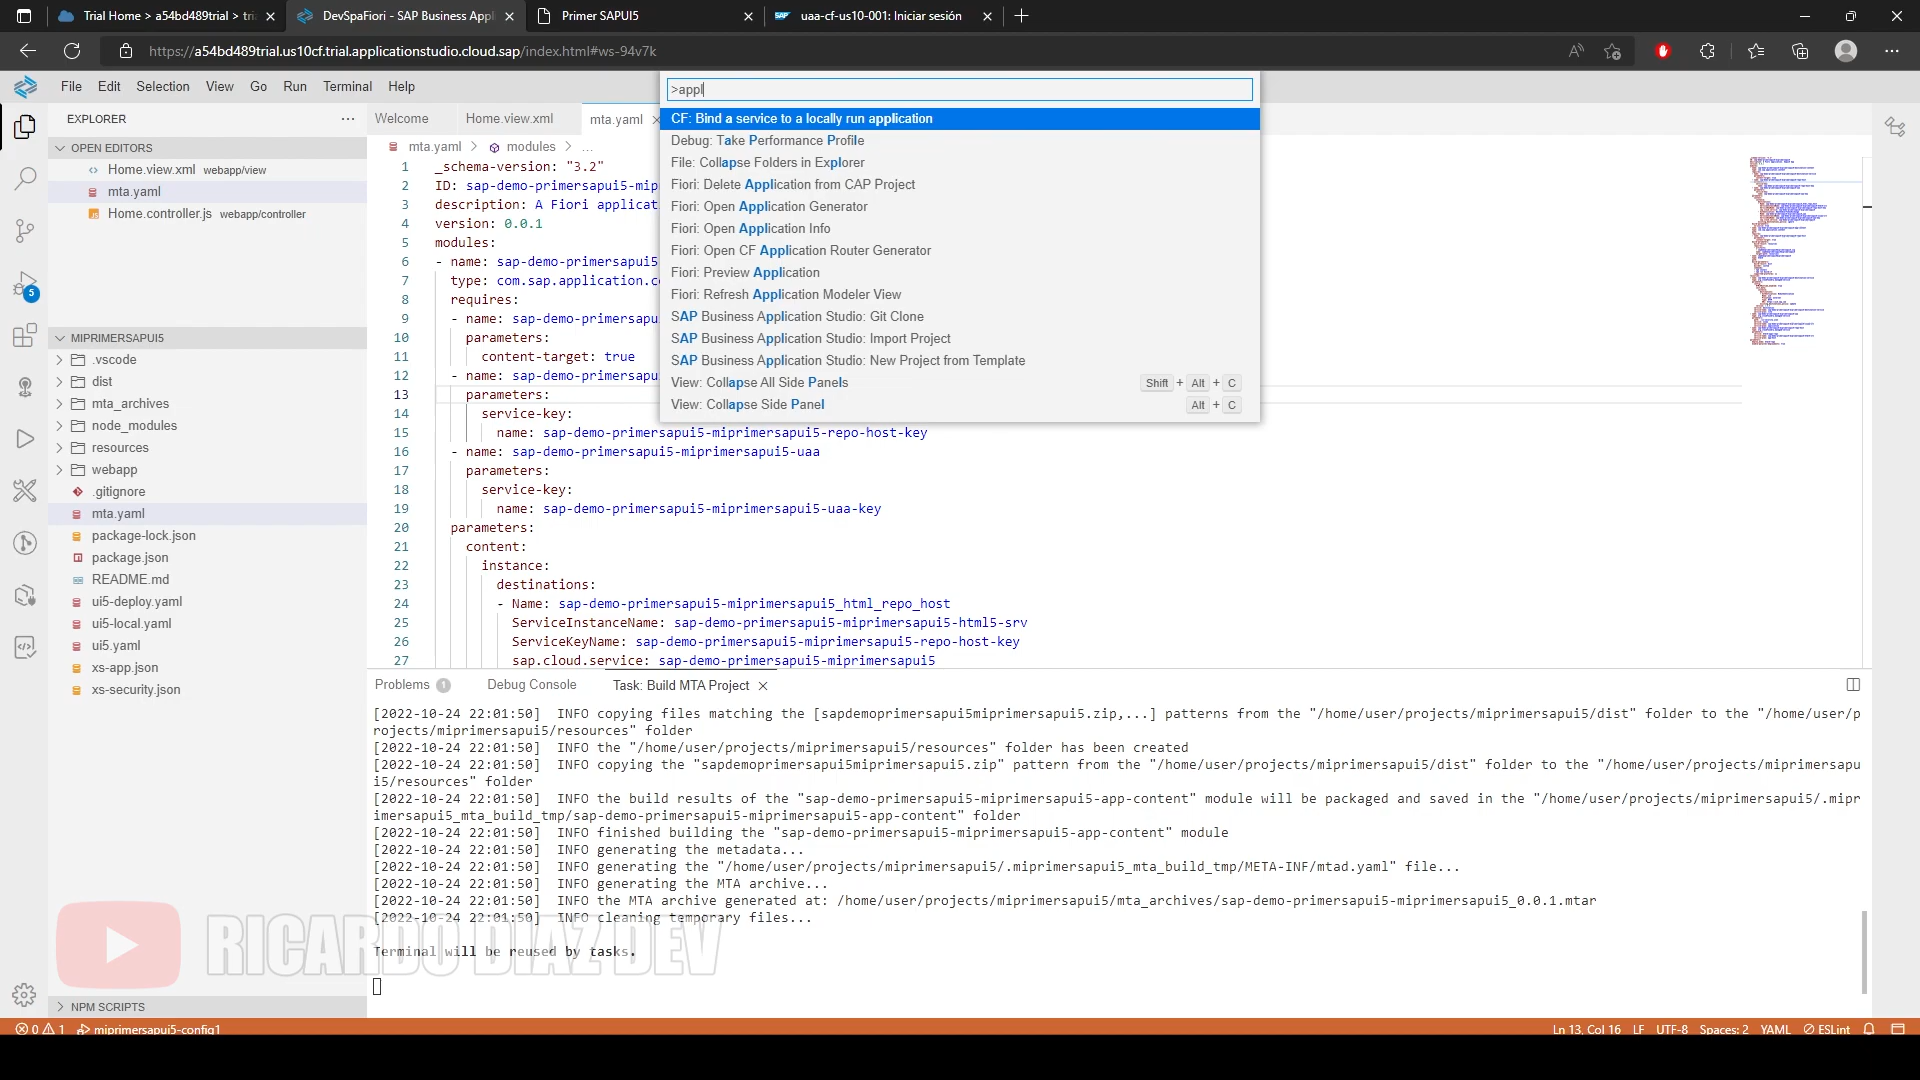 Trial Home > a54bd489trial > tri
DevSpaFiori - SAP Business Appl
Primer SAPUI5
uaa-cf-us10-001: Iniciar sesión
https://a54bd489trial.us10cf.trial.applicationstudio.cloud.sap/index.html#ws-94v7k
File Edit Selection View Go Run Terminal Help
>appl
CF: Bind a service to a locally run application
Debug: Take Performance Profile
File: Collapse Folders in Explorer
Fiori: Delete Application from CAP Project
Fiori: Open Application Generator
Fiori: Open Application Info
Fiori: Open CF Application Router Generator
Fiori: Preview Application
Fiori: Refresh Application Modeler View
SAP Business Application Studio: Git Clone
SAP Business Application Studio: Import Project
SAP Business Application Studio: New Project from Template
View: Collapse All Side Panels Shift + Alt + C
View: Collapse Side Panel Alt + C
EXPLORER
OPEN EDITORS
Home.view.xml webapp/view
mta.yaml
Home.controller.js webapp/controller
5
MIPRIMERSAPUI5
.vscode
dist
mta_archives
node_modules
resources
webapp
.gitignore
mta.yaml
package-lock.json
package.json
README.md
ui5-deploy.yaml
ui5-local.yaml
ui5.yaml
xs-app.json
xs-security.json
NPM SCRIPTS
Welcome Home.view.xml mta.yaml
mta.yaml > modules > ...
1 _schema-version: "3.2"
2 ID: sap-demo-primersapui5-mip
3 description: A Fiori applicat
4 version: 0.0.1
5 modules:
6 - name: sap-demo-primersapui5
7 type: com.sap.application.c
8 requires:
9 - name: sap-demo-primersapu
10 parameters:
11 content-target: true
12 - name: sap-demo-primersapu
13 parameters:
14 service-key:
15 name: sap-demo-primersapui5-miprimersapui5-repo-host-key
16 - name: sap-demo-primersapui5-miprimersapui5-uaa
17 parameters:
18 service-key:
19 name: sap-demo-primersapui5-miprimersapui5-uaa-key
20 parameters:
21 content:
22 instance:
23 destinations:
24 - Name: sap-demo-primersapui5-miprimersapui5_html_repo_host
25 ServiceInstanceName: sap-demo-primersapui5-miprimersapui5-html5-srv
26 ServiceKeyName: sap-demo-primersapui5-miprimersapui5-repo-host-key
27 sap.cloud.service: sap-demo-primersapui5-miprimersapui5
Problems 1 Debug Console Task: Build MTA Project
[2022-10-24 22:01:50] INFO copying files matching the [sapdemoprimersapui5miprimersapui5.zip,...] patterns from the "/home/user/projects/miprimersapui5/dist" folder to the "/home/user/p
rojects/miprimersapui5/resources" folder
[2022-10-24 22:01:50] INFO the "/home/user/projects/miprimersapui5/resources" folder has been created
[2022-10-24 22:01:50] INFO copying the "sapdemoprimersapui5miprimersapui5.zip" pattern from the "/home/user/projects/miprimersapui5/dist" folder to the "/home/user/projects/miprimersapu
i5/resources" folder
[2022-10-24 22:01:50] INFO the build results of the "sap-demo-primersapui5-miprimersapui5-app-content" module will be packaged and saved in the "/home/user/projects/miprimersapui5/.mipr
imersapui5_mta_build_tmp/sap-demo-primersapui5-miprimersapui5-app-content" folder
[2022-10-24 22:01:50] INFO finished building the "sap-demo-primersapui5-miprimersapui5-app-content" module
[2022-10-24 22:01:50] INFO generating the metadata...
[2022-10-24 22:01:50] INFO generating the "/home/user/projects/miprimersapui5/.miprimersapui5_mta_build_tmp/META-INF/mtad.yaml" file...
[2022-10-24 22:01:50] INFO generating the MTA archive...
[2022-10-24 22:01:50] INFO the MTA archive generated at: /home/user/projects/miprimersapui5/mta_archives/sap-demo-primersapui5-miprimersapui5_0.0.1.mtar
[2022-10-24 22:01:50] INFO cleaning temporary files...
Terminal will be reused by tasks.
RICARDO DIAZ DEV
0 1 miprimersapui5-config1
Ln 13, Col 16 LF UTF-8 Spaces: 2 YAML ESLint